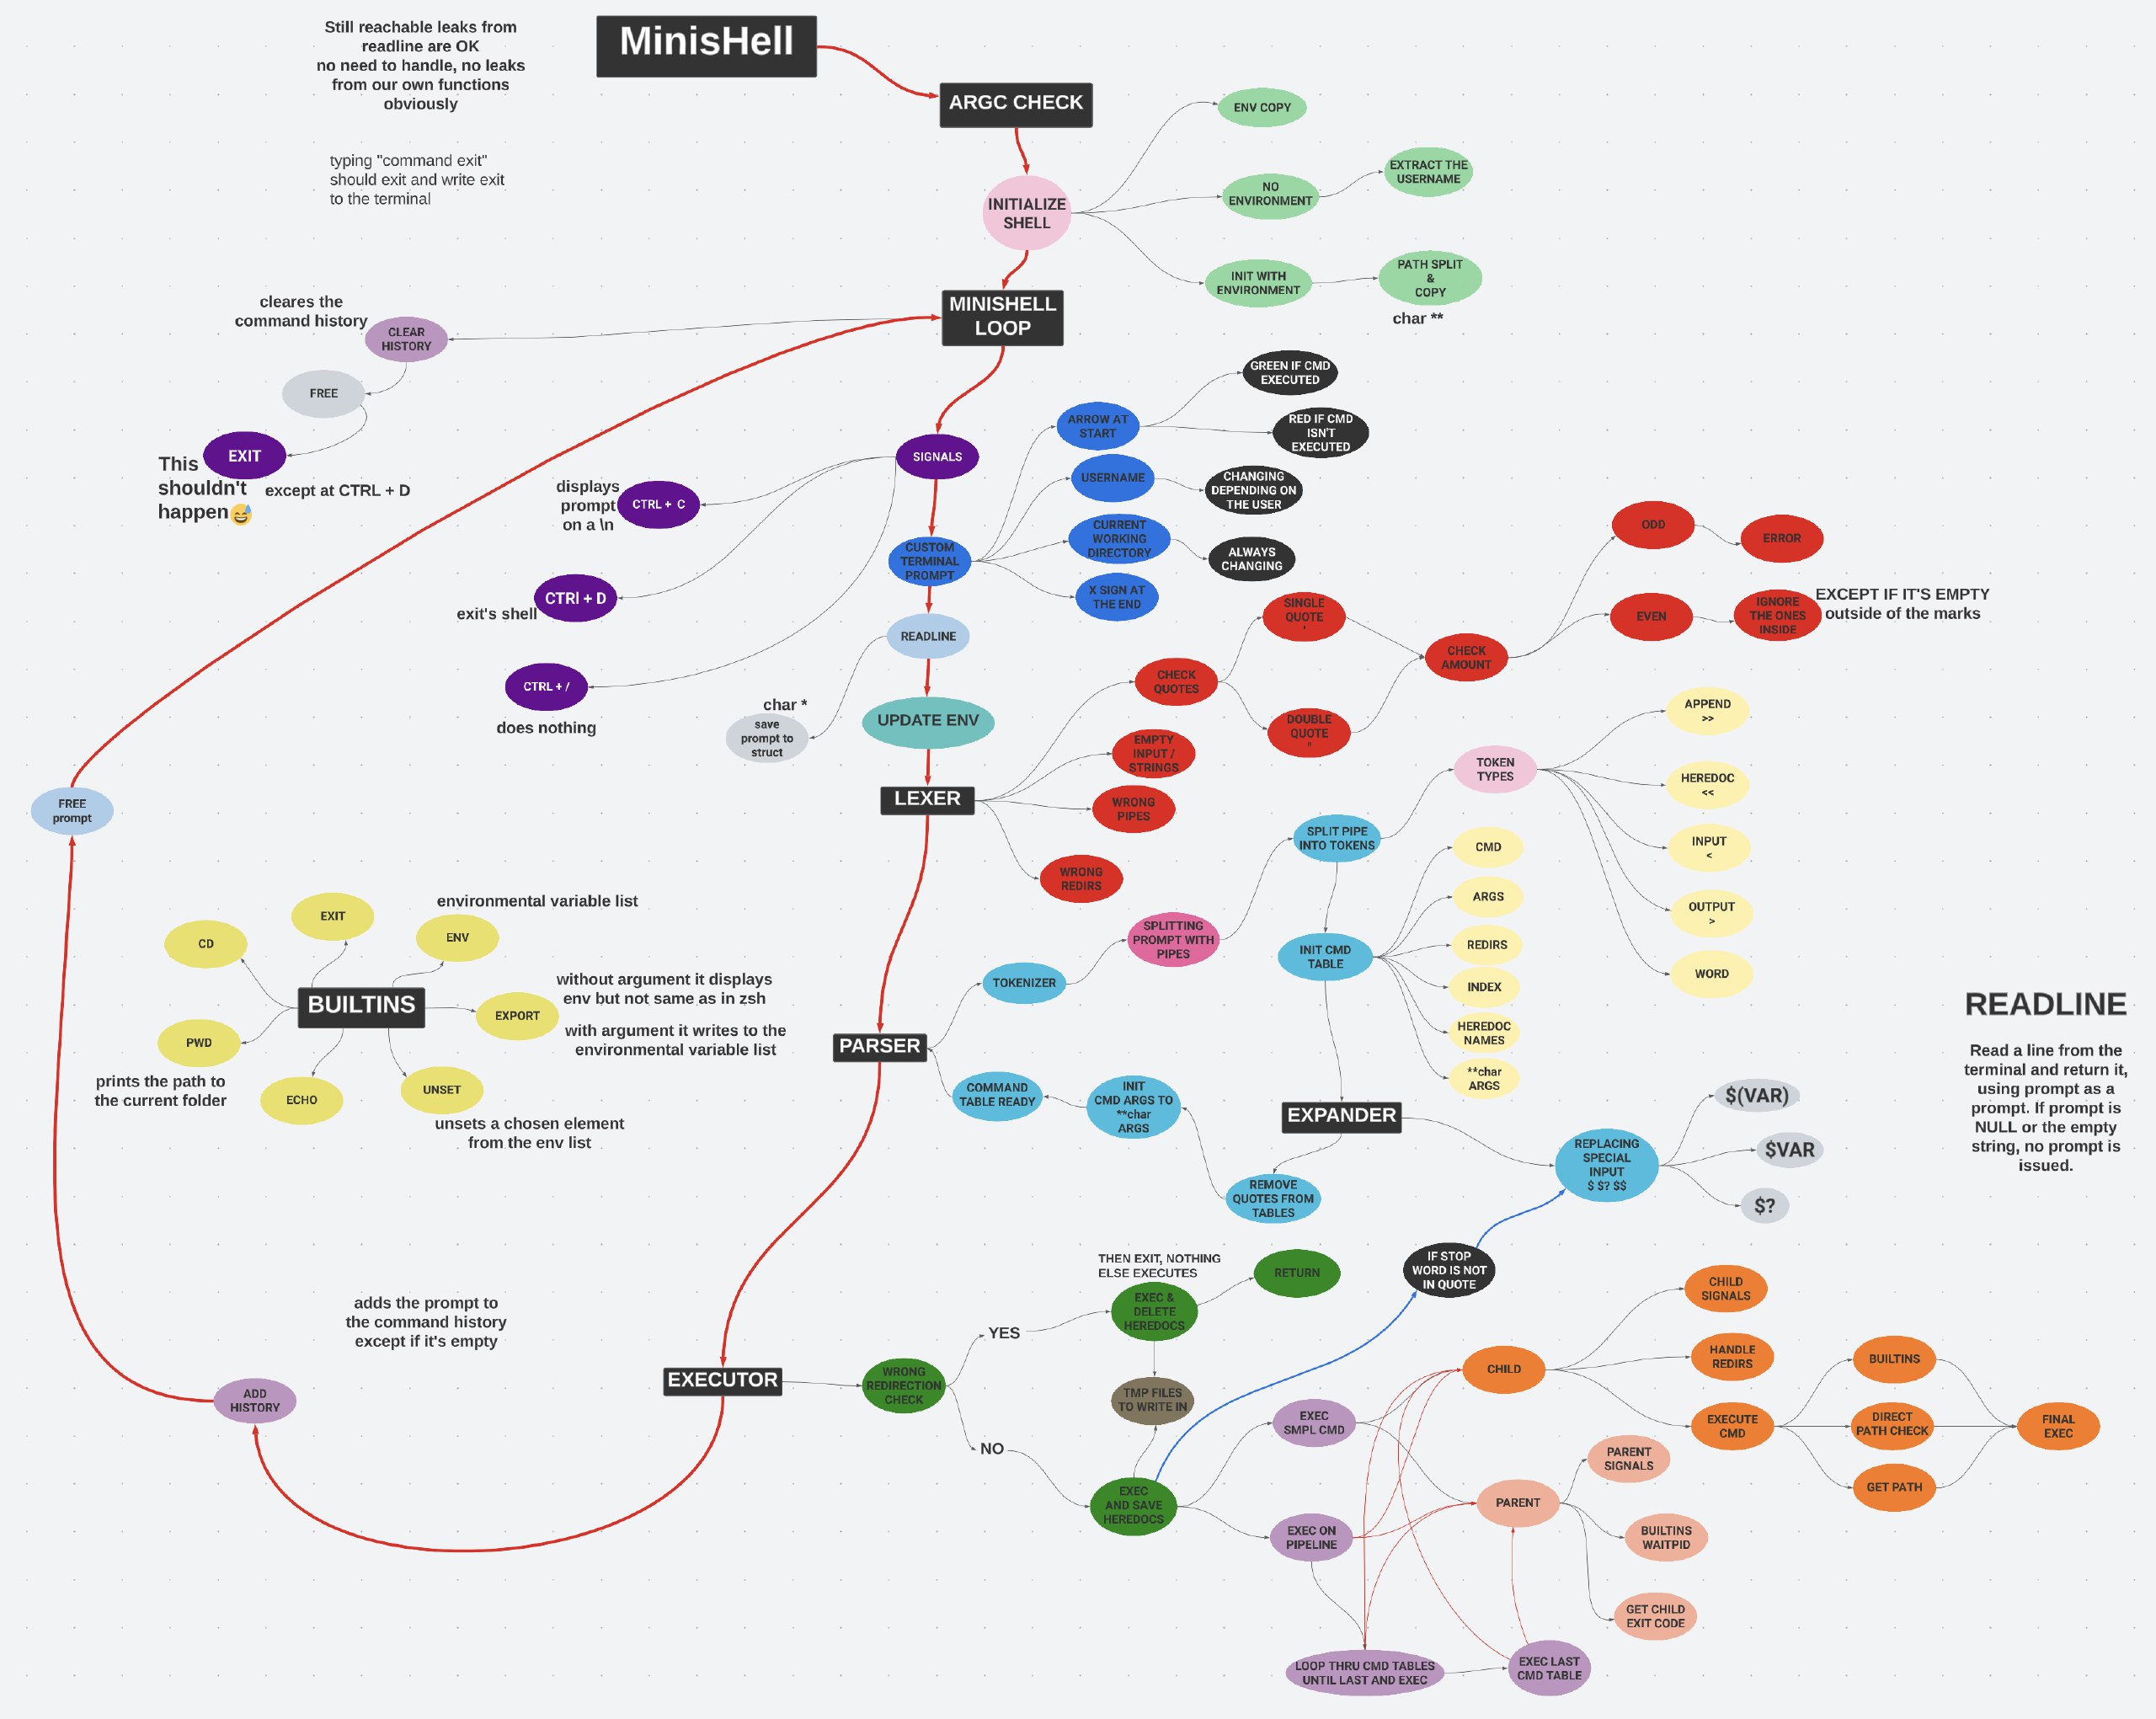 MinisHell
Still reachable leaks from
readline are OK
no need to handle, no leaks
from our own functions
obviously
typing "command exit"
should exit and write exit
to the terminal
ARGC CHECK
INITIALIZE
SHELL
ENV COPY
NO
ENVIRONMENT
EXTRACT THE
USERNAME
INIT WITH
ENVIRONMENT
PATH SPLIT
&
COPY
char **
MINISHELL
LOOP
cleares the
command history
CLEAR
HISTORY
FREE
EXIT
This
shouldn't
happen😅
except at CTRL + D
SIGNALS
displays
prompt
on a \n
CTRL + C
exit's shell
CTRl + D
CTRL + /
does nothing
CUSTOM
TERMINAL
PROMPT
ARROW AT
START
GREEN IF CMD
EXECUTED
RED IF CMD
ISN'T
EXECUTED
USERNAME
CHANGING
DEPENDING ON
THE USER
CURRENT
WORKING
DIRECTORY
ALWAYS
CHANGING
X SIGN AT
THE END
READLINE
char *
save
prompt to
struct
UPDATE ENV
LEXER
CHECK
QUOTES
SINGLE
QUOTE
'
DOUBLE
QUOTE
"
CHECK
AMOUNT
ODD
ERROR
EVEN
IGNORE
THE ONES
INSIDE
EXCEPT IF IT'S EMPTY
outside of the marks
EMPTY
INPUT /
STRINGS
WRONG
PIPES
WRONG
REDIRS
PARSER
TOKENIZER
SPLITTING
PROMPT WITH
PIPES
SPLIT PIPE
INTO TOKENS
TOKEN
TYPES
APPEND
>>
HEREDOC
<<
INPUT
<
OUTPUT
>
WORD
INIT CMD
TABLE
CMD
ARGS
REDIRS
INDEX
HEREDOC
NAMES
**char
ARGS
EXPANDER
REPLACING
SPECIAL
INPUT
$ $? $$
$(VAR)
$VAR
$?
REMOVE
QUOTES FROM
TABLES
INIT
CMD ARGS TO
**char
ARGS
COMMAND
TABLE READY
READLINE
Read a line from the
terminal and return it,
using prompt as a
prompt. If prompt is
NULL or the empty
string, no prompt is
issued.
FREE
prompt
BUILTINS
CD
EXIT
environmental variable list
ENV
EXPORT
without argument it displays
env but not same as in zsh
with argument it writes to the
environmental variable list
PWD
prints the path to
the current folder
ECHO
UNSET
unsets a chosen element
from the env list
adds the prompt to
the command history
except if it's empty
ADD
HISTORY
EXECUTOR
WRONG
REDIRECTION
CHECK
YES
THEN EXIT, NOTHING
ELSE EXECUTES
EXEC &
DELETE
HEREDOCS
RETURN
TMP FILES
TO WRITE IN
NO
EXEC
AND SAVE
HEREDOCS
IF STOP
WORD IS NOT
IN QUOTE
EXEC
SMPL CMD
EXEC ON
PIPELINE
LOOP THRU CMD TABLES
UNTIL LAST AND EXEC
EXEC LAST
CMD TABLE
CHILD
CHILD
SIGNALS
HANDLE
REDIRS
EXECUTE
CMD
BUILTINS
DIRECT
PATH CHECK
GET PATH
FINAL
EXEC
PARENT
PARENT
SIGNALS
BUILTINS
WAITPID
GET CHILD
EXIT CODE